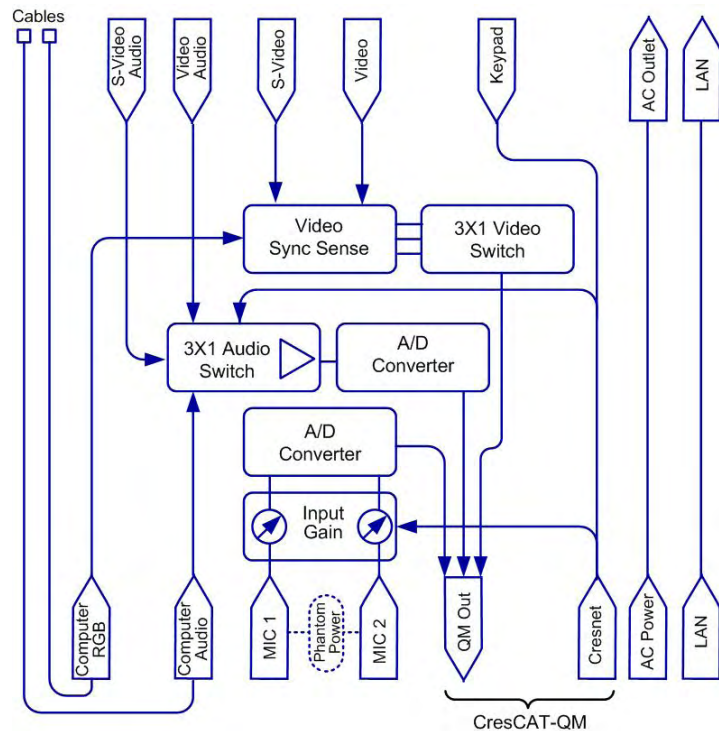 Cables
S-Video
Audio
Video
Audio
S-Video
Video
Keypad
AC Outlet
LAN
Video
Sync Sense
3X1 Video
Switch
3X1 Audio
Switch
A/D
Converter
A/D
Converter
Input
Gain
Computer
RGB
Computer
Audio
MIC 1
Phantom
Power
MIC 2
QM Out
Cresnet
AC Power
LAN
CresCAT-QM